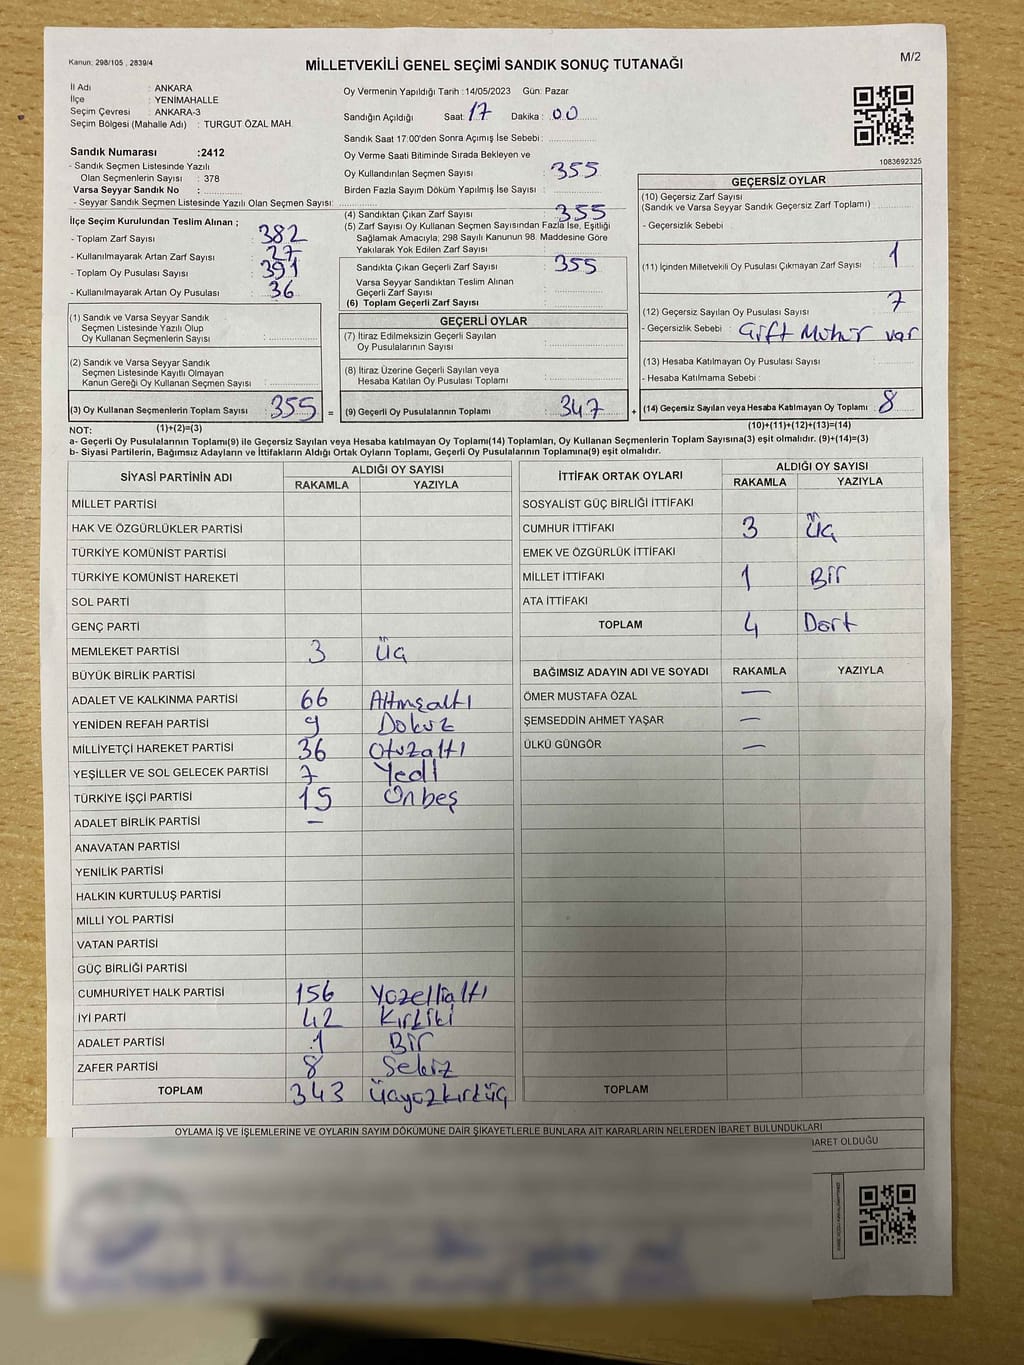 Kanun: 298/105 , 2839/4
MİLLETVEKİLİ GENEL SEÇİMİ SANDIK SONUÇ TUTANAĞI
M/2
İl Adı : ANKARA
İlçe : YENİMAHALLE
Seçim Çevresi : ANKARA-3
Seçim Bölgesi (Mahalle Adı) : TURGUT ÖZAL MAH.
Sandık Numarası :2412
- Sandık Seçmen Listesinde Yazılı
Olan Seçmenlerin Sayısı : 378
Varsa Seyyar Sandık No :
- Seyyar Sandık Seçmen Listesinde Yazılı Olan Seçmen Sayısı:
Oy Vermenin Yapıldığı Tarih :14/05/2023 Gün: Pazar
Sandığın Açıldığı Saat: 17 Dakika : 00
Sandık Saat 17:00'den Sonra Açımış İse Sebebi :
Oy Verme Saati Bitiminde Sırada Bekleyen ve
Oy Kullandırılan Seçmen Sayısı : 355
Birden Fazla Sayım Döküm Yapılmış İse Sayısı :
1083692325
İlçe Seçim Kurulundan Teslim Alınan ;
- Toplam Zarf Sayısı : 382
- Kullanılmayarak Artan Zarf Sayısı : 27
- Toplam Oy Pusulası Sayısı : 391
- Kullanılmayarak Artan Oy Pusulası : 36
(4) Sandıktan Çıkan Zarf Sayısı : 355
(5) Zarf Sayısı Oy Kullanan Seçmen Sayısından Fazla İse, Eşitliği
Sağlamak Amacıyla, 298 Sayılı Kanunun 98. Maddesine Göre
Yakılarak Yok Edilen Zarf Sayısı :
Sandıkta Çıkan Geçerli Zarf Sayısı : 355
Varsa Seyyar Sandıktan Teslim Alınan
Geçerli Zarf Sayısı :
(6) Toplam Geçerli Zarf Sayısı :
GEÇERSİZ OYLAR
(10) Geçersiz Zarf Sayısı
(Sandık ve Varsa Seyyar Sandık Geçersiz Zarf Toplamı) :
- Geçersizlik Sebebi :
(11) İçinden Milletvekili Oy Pusulası Çıkmayan Zarf Sayısı : 1
(12) Geçersiz Sayılan Oy Pusulası Sayısı : 7
- Geçersizlik Sebebi : Çift Mühür var
(13) Hesaba Katılmayan Oy Pusulası Sayısı :
- Hesaba Katılmama Sebebi :
(1) Sandık ve Varsa Seyyar Sandık
Seçmen Listesinde Yazılı Olup
Oy Kullanan Seçmenlerin Sayısı :
(2) Sandık ve Varsa Seyyar Sandık
Seçmen Listesinde Kayıtlı Olmayan
Kanun Gereği Oy Kullanan Seçmen Sayısı :
GEÇERLİ OYLAR
(7) İtiraz Edilmeksizin Geçerli Sayılan
Oy Pusulalarının Sayısı :
(8) İtiraz Üzerine Geçerli Sayılan veya
Hesaba Katılan Oy Pusulası Toplamı :
(3) Oy Kullanan Seçmenlerin Toplam Sayısı : 355 = (9) Geçerli Oy Pusulalarının Toplamı : 347 + (14) Geçersiz Sayılan veya Hesaba Katılmayan Oy Toplamı : 8
NOT: (1)+(2)=(3) (10)+(11)+(12)+(13)=(14)
a- Geçerli Oy Pusulalarının Toplamı(9) ile Geçersiz Sayılan veya Hesaba katılmayan Oy Toplamı(14) Toplamları, Oy Kullanan Seçmenlerin Toplam Sayısına(3) eşit olmalıdır. (9)+(14)=(3)
b- Siyasi Partilerin, Bağımsız Adayların ve İttifakların Aldığı Ortak Oyların Toplamı, Geçerli Oy Pusulalarının Toplamına(9) eşit olmalıdır.
SİYASİ PARTİNİN ADI ALDIĞI OY SAYISI
RAKAMLA YAZIYLA
MİLLET PARTİSİ
HAK VE ÖZGÜRLÜKLER PARTİSİ
TÜRKİYE KOMÜNİST PARTİSİ
TÜRKİYE KOMÜNİST HAREKETİ
SOL PARTİ
GENÇ PARTİ
MEMLEKET PARTİSİ 3 üç
BÜYÜK BİRLİK PARTİSİ
ADALET VE KALKINMA PARTİSİ 66 Altmışaltı
YENİDEN REFAH PARTİSİ 9 Dokuz
MİLLİYETÇİ HAREKET PARTİSİ 36 Otuzaltı
YEŞİLLER VE SOL GELECEK PARTİSİ 7 Yedi
TÜRKİYE İŞÇİ PARTİSİ 15 Onbeş
ADALET BİRLİK PARTİSİ –
ANAVATAN PARTİSİ
YENİLİK PARTİSİ
HALKIN KURTULUŞ PARTİSİ
MİLLİ YOL PARTİSİ
VATAN PARTİSİ
GÜÇ BİRLİĞİ PARTİSİ
CUMHURİYET HALK PARTİSİ 156 Yüzellialtı
İYİ PARTİ 42 Kırkiki
ADALET PARTİSİ 1 Bir
ZAFER PARTİSİ 8 Sekiz
TOPLAM 343 üçyüzkırküç
İTTİFAK ORTAK OYLARI ALDIĞI OY SAYISI
RAKAMLA YAZIYLA
SOSYALİST GÜÇ BİRLİĞİ İTTİFAKI
CUMHUR İTTİFAKI 3 üç
EMEK VE ÖZGÜRLÜK İTTİFAKI
MİLLET İTTİFAKI 1 Bir
ATA İTTİFAKI
TOPLAM 4 Dört
BAĞIMSIZ ADAYIN ADI VE SOYADI RAKAMLA YAZIYLA
ÖMER MUSTAFA ÖZAL –
ŞEMSEDDİN AHMET YAŞAR –
ÜLKÜ GÜNGÖR –
TOPLAM
OYLAMA İŞ VE İŞLEMLERİNE VE OYLARIN SAYIM DÖKÜMÜNE DAİR ŞİKAYETLERLE BUNLARA AİT KARARLARIN NELERDEN İBARET BULUNDUKLARI
İBARET OLDUĞU